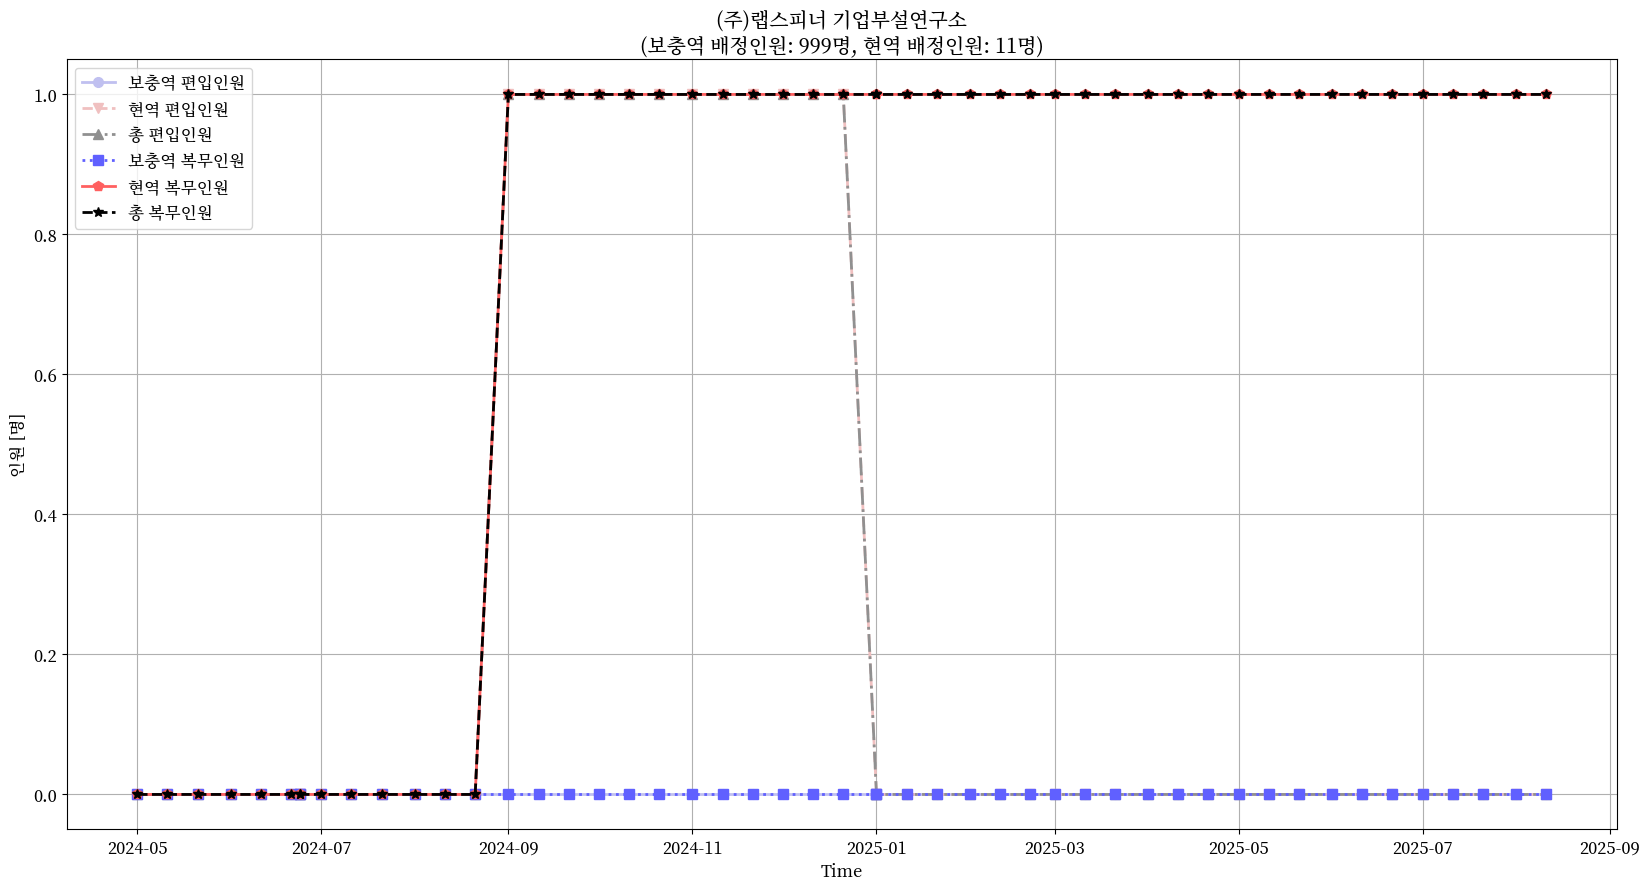 (주)랩스피너 기업부설연구소
(보충역 배정인원: 999명, 현역 배정인원: 11명)
보충역 편입인원
현역 편입인원
총 편입인원
보충역 복무인원
현역 복무인원
총 복무인원
인원 [명]
1.0
0.8
0.6
0.4
0.2
0.0
2024-05
2024-07
2024-09
2024-11
2025-01
2025-03
2025-05
2025-07
2025-09
Time